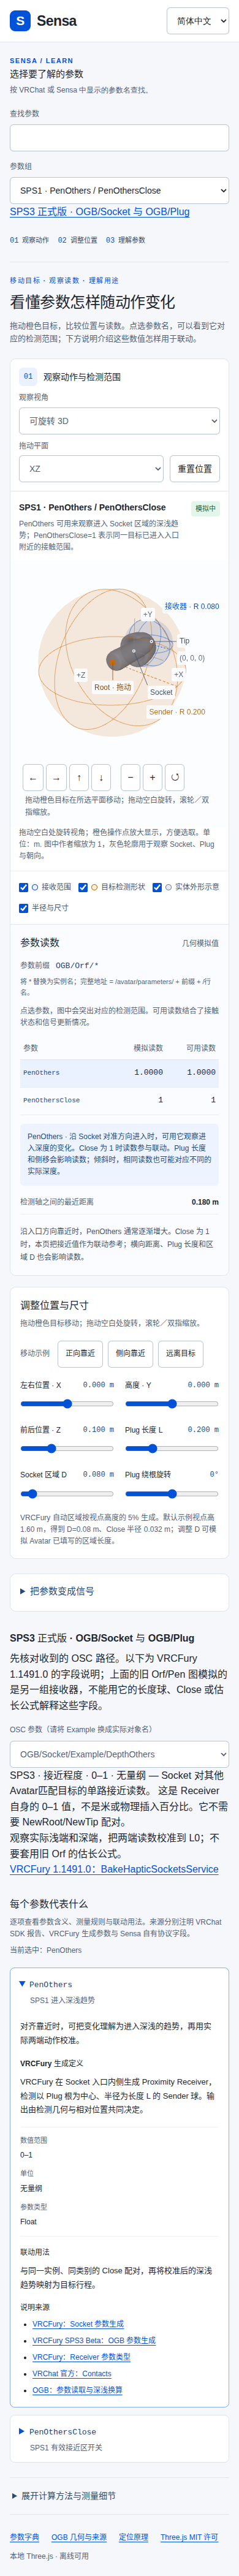 S Sensa 简体中文
SENSA / LEARN
选择要了解的参数
按 VRChat 或 Sensa 中显示的参数名查找。
查找参数
参数组
SPS1 · PenOthers / PenOthersClose
SPS3 正式版 · OGB/Socket 与 OGB/Plug
01 观察动作 02 调整位置 03 理解参数
移动目标 · 观察读数 · 理解用途
看懂参数怎样随动作变化
拖动橙色目标，比较位置与读数。点选参数名，可以看到它对
应的检测范围；下方说明介绍这些数值怎样用于联动。
01 观察动作与检测范围
观察视角
可旋转 3D
拖动平面
XZ 重置位置
SPS1 · PenOthers / PenOthersClose 模拟中
PenOthers 可用来观察进入 Socket 区域的深浅趋
势；PenOthersClose=1 表示同一目标已进入入口
附近的接触范围。
接收器 · R 0.080
+Y
Tip
(0, 0, 0)
+Z +X
Root · 拖动 Socket
Sender · R 0.200
← → ↑ ↓ − +
拖动橙色目标在所选平面移动；拖动空白旋转，滚轮／双
指缩放。
拖动空白处旋转视角；橙色操作点放大显示，方便选取。单
位：m. 图中作者缩放为 1，灰色轮廓用于观察 Socket、Plug
与朝向。
接收范围 目标检测形状 实体外形示意
半径与尺寸
参数读数 几何模拟值
参数前缀 OGB/Orf/*
将 * 替换为实例名；完整地址 = /avatar/parameters/ + 前缀 + /行
名。
点选参数，图中会突出对应的检测范围。可用读数结合了接触
状态和信号更新情况。
参数 模拟读数 可用读数
PenOthers 1.0000 1.0000
PenOthersClose 1 1
PenOthers · 沿 Socket 对准方向进入时，可用它观察进
入深度的变化。Close 为 1 时读数参与联动。Plug 长度
和侧移会影响读数；倾斜时，相同读数也可能对应不同的
实际深度。
检测轴之间的最近距离 0.180 m
沿入口方向靠近时，PenOthers 通常逐渐增大。Close 为 1
时，本页把接近值作为联动参考；横向距离、Plug 长度和区
域 D 也会影响读数。
调整位置与尺寸
拖动橙色目标移动；拖动空白处旋转，滚轮／双指缩放。
移动示例 正向靠近 侧向靠近 远离目标
左右位置 · X 0.000 m 高度 · Y 0.000 m
前后位置 · Z 0.100 m Plug 长度 L 0.200 m
Socket 区域 D 0.080 m Plug 绕根旋转 0°
VRCFury 自动区域按视点高度的 5% 生成。默认示例视点高
1.60 m，得到 D=0.08 m、Close 半径 0.032 m；调整 D 可模
拟 Avatar 已填写的区域长度。
把参数变成信号
SPS3 正式版 · OGB/Socket 与 OGB/Plug
先核对收到的 OSC 路径。以下为 VRCFury
1.1491.0 的字段说明；上面的旧 Orf/Pen 图模拟的
是另一组接收器，不能用它的长度球、Close 或估
长公式解释这些字段。
OSC 参数（请将 Example 换成实际对象名）
OGB/Socket/Example/DepthOthers
SPS3 · 接近程度 · 0–1 · 无量纲 — Socket 对其他
Avatar匹配目标的单路接近读数。 这是 Receiver
自身的 0–1 值，不是米或物理插入百分比。它不需
要 NewRoot/NewTip 配对。
观察实际浅端和深端，把两端读数校准到 L0；不
要套用旧 Orf 的估长公式。
VRCFury 1.1491.0：BakeHapticSocketsService
每个参数代表什么
逐项查看参数含义、测量规则与联动用法。来源分别注明 VRChat
SDK 报告、VRCFury 生成参数与 Sensa 自有协议字段。
当前选中：PenOthers
PenOthers
SPS1 进入深浅趋势
对齐靠近时，可把变化理解为进入深浅的趋势，再用实
际两端动作校准。
VRCFury 生成定义
VRCFury 在 Socket 入口内侧生成 Proximity Receiver，
检测以 Plug 根为中心、半径为长度 L 的 Sender 球。输
出由检测几何与相对位置共同决定。
数值范围
0–1
单位
无量纲
参数类型
Float
联动用法
与同一实例、同类别的 Close 配对，再将校准后的深浅
趋势映射为目标行程。
说明来源
VRCFury：Socket 参数生成
VRCFury SPS3 Beta：OGB 参数生成
VRCFury：Receiver 参数类型
VRChat 官方：Contacts
OGB：参数读取与深浅换算
PenOthersClose
SPS1 有效接近区开关
展开计算方法与测量细节
参数字典 OGB 几何与来源 定位原理 Three.js MIT 许可
本地 Three.js · 离线可用